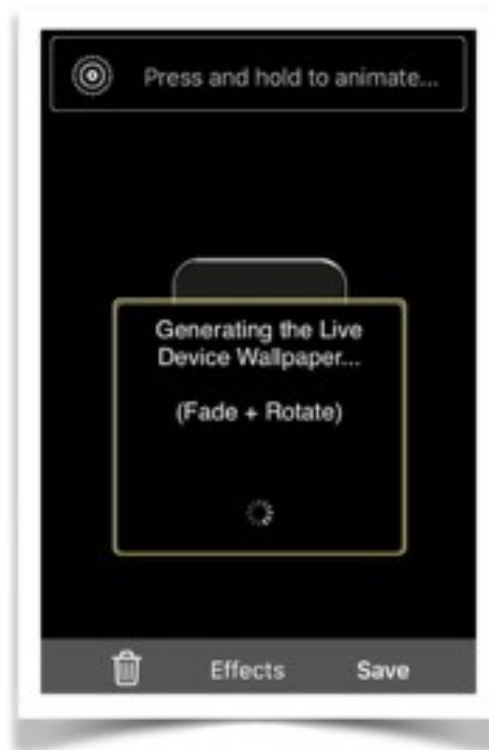 Press and hold to animate...
Generating the Live
Device Wallpaper...
(Fade + Rotate)
Effects
Save